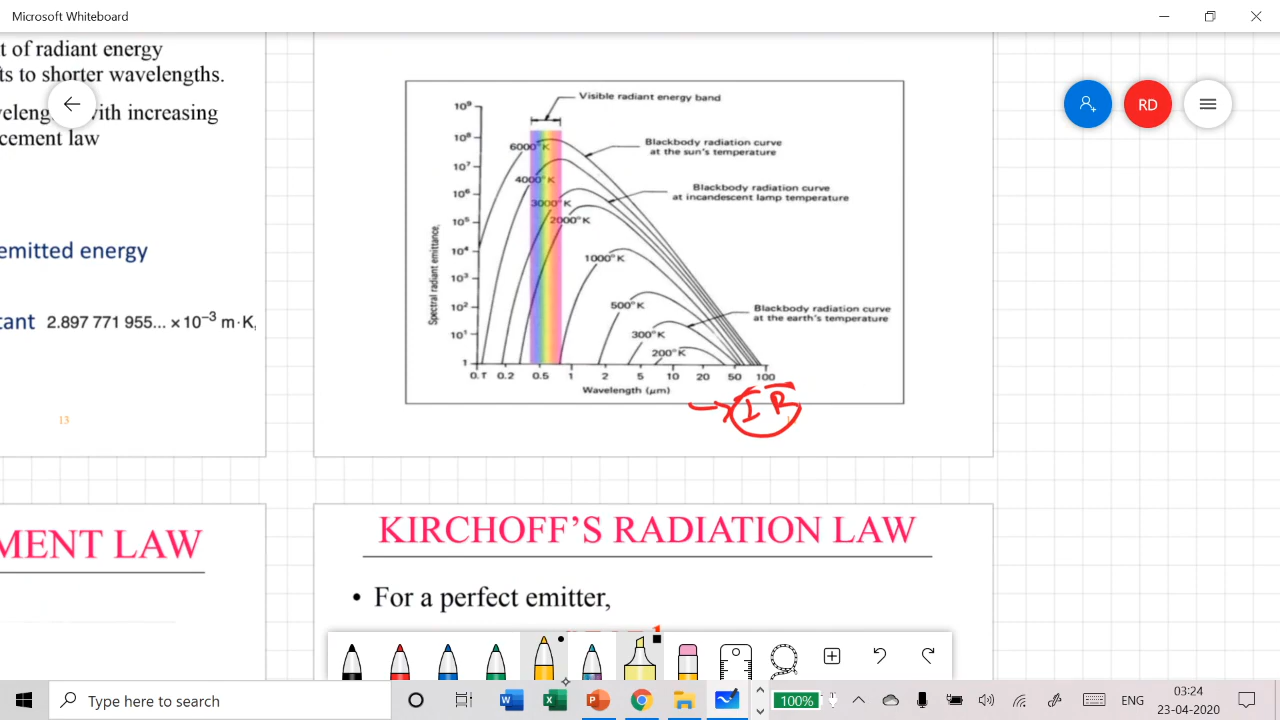 Microsoft Whiteboard
t of radiant energy
ts to shorter wavelengths.
with increasing
cement law
emitted energy
tant 2.897 771 955... ×10⁻³ m·K,
13
MENT LAW
Visible radiant energy band
10⁹
10⁸
10⁷
10⁶
10⁵
10⁴
10³
10²
10¹
1
Spectral radiant emittance,
6000°K
4000°K
3000°K
2000°K
1000°K
500°K
300°K
200°K
Blackbody radiation curve
at the sun's temperature
Blackbody radiation curve
at incandescent lamp temperature
Blackbody radiation curve
at the earth's temperature
0.1 0.2 0.5 1 2 5 10 20 50 100
Wavelength (μm)
IR
KIRCHOFF'S RADIATION LAW
• For a perfect emitter,
RD
Type here to search
100%
ENG
03:24
23-04-2020